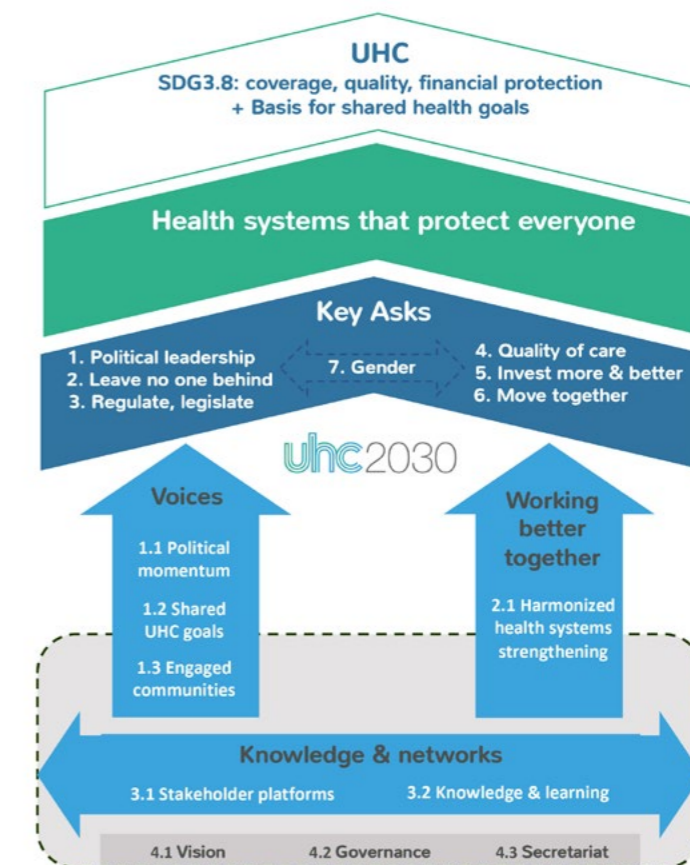 UHC
SDG3.8: coverage, quality, financial protection
+ Basis for shared health goals
Health systems that protect everyone
Key Asks
1. Political leadership
2. Leave no one behind
3. Regulate, legislate
7. Gender
4. Quality of care
5. Invest more & better
6. Move together
uhc2030
Voices
1.1 Political
momentum
1.2 Shared
UHC goals
1.3 Engaged
communities
Working
better
together
2.1 Harmonized
health systems
strengthening
Knowledge & networks
3.1 Stakeholder platforms
3.2 Knowledge & learning
4.1 Vision
4.2 Governance
4.3 Secretariat